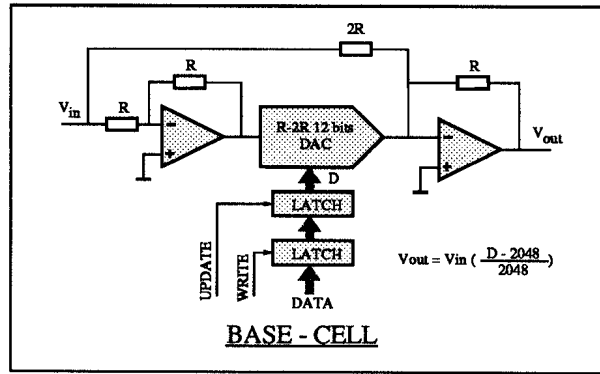 2R
R
R
V_in
R
R-2R 12 bits
DAC
V_out
D
LATCH
LATCH
UPDATE
WRITE
DATA
Vout = Vin ( D - 2048 / 2048 )
BASE - CELL